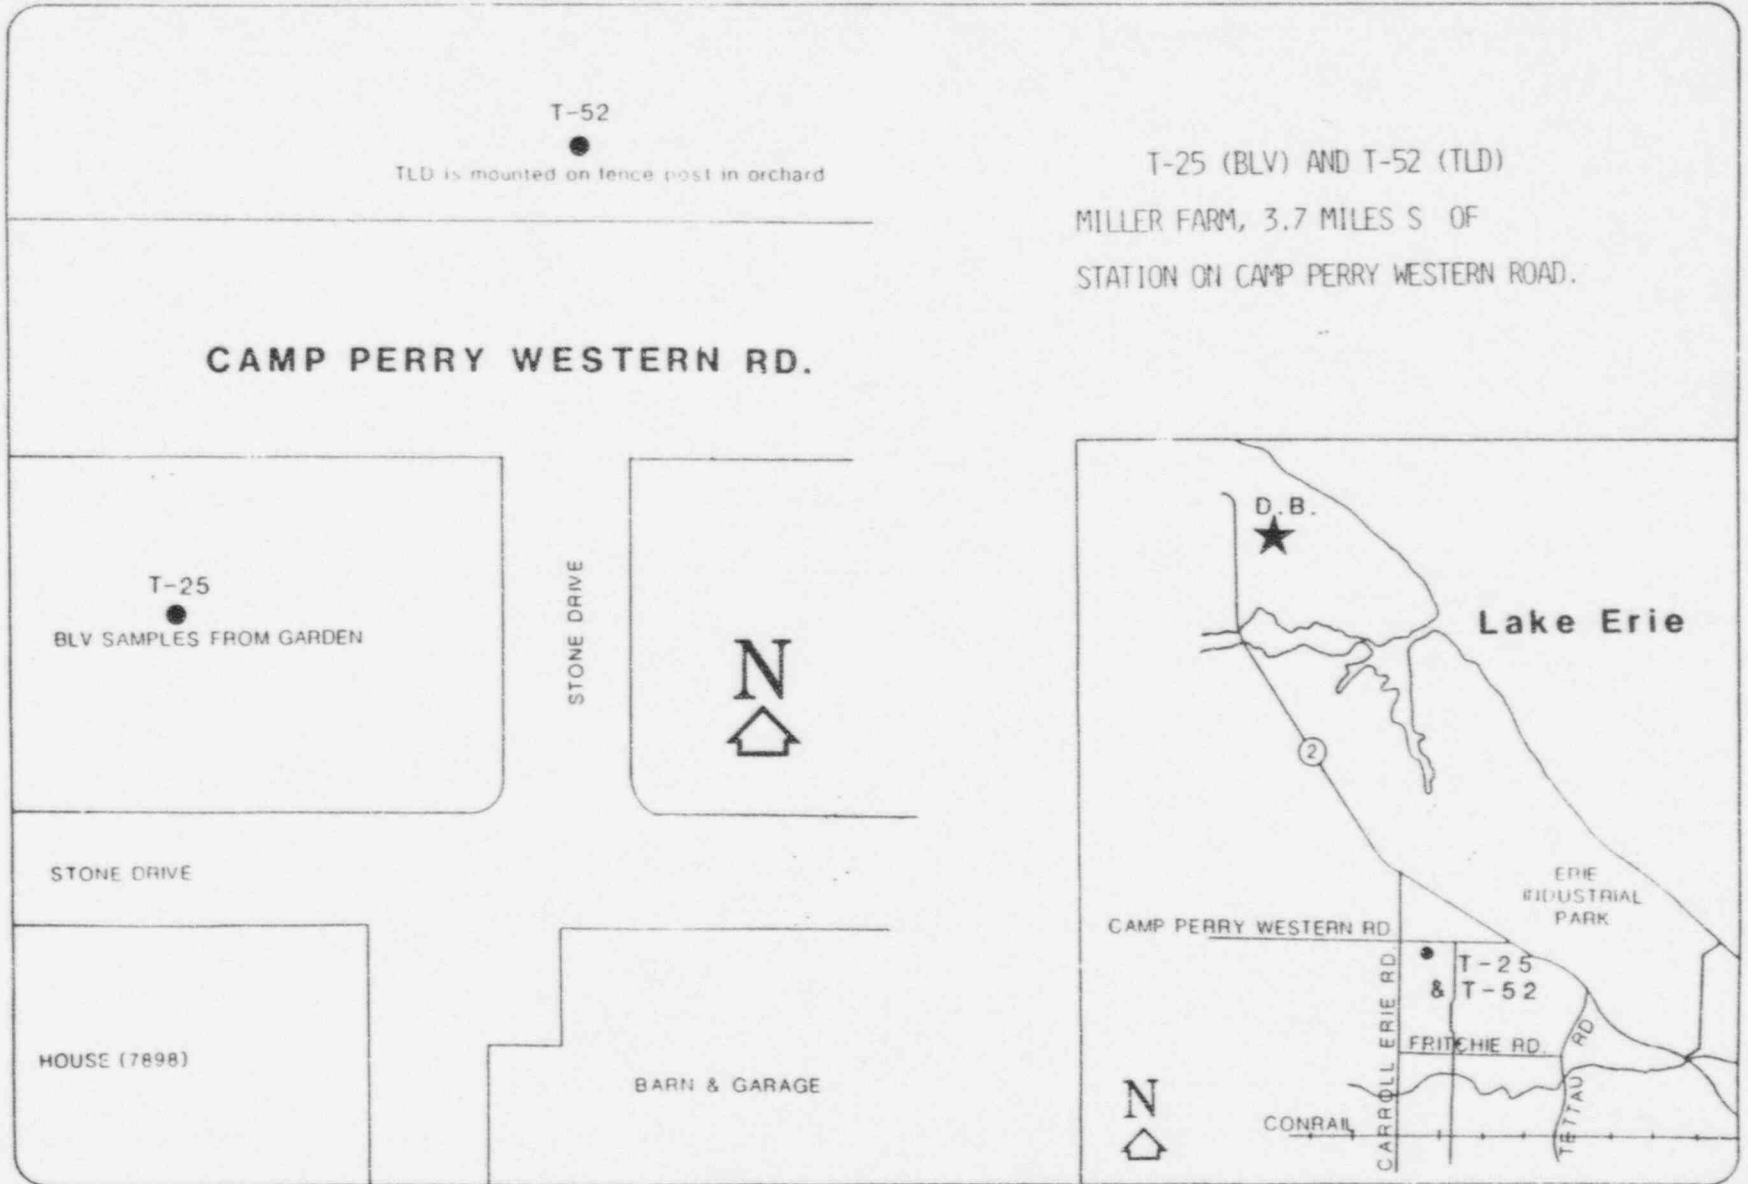 T-52
TLD is mounted on fence post in orchard
T-25 (BLV) AND T-52 (TLD)
MILLER FARM, 3.7 MILES S OF
STATION ON CAMP PERRY WESTERN ROAD.
CAMP PERRY WESTERN RD.
T-25
BLV SAMPLES FROM GARDEN
STONE DRIVE
N
STONE DRIVE
HOUSE (7898)
BARN & GARAGE
D.B.
Lake Erie
2
ERIE
INDUSTRIAL
PARK
CAMP PERRY WESTERN RD
T-25
& T-52
CARROLL ERIE RD.
FRITCHIE RD.
TETTAU RD
N
CONRAIL